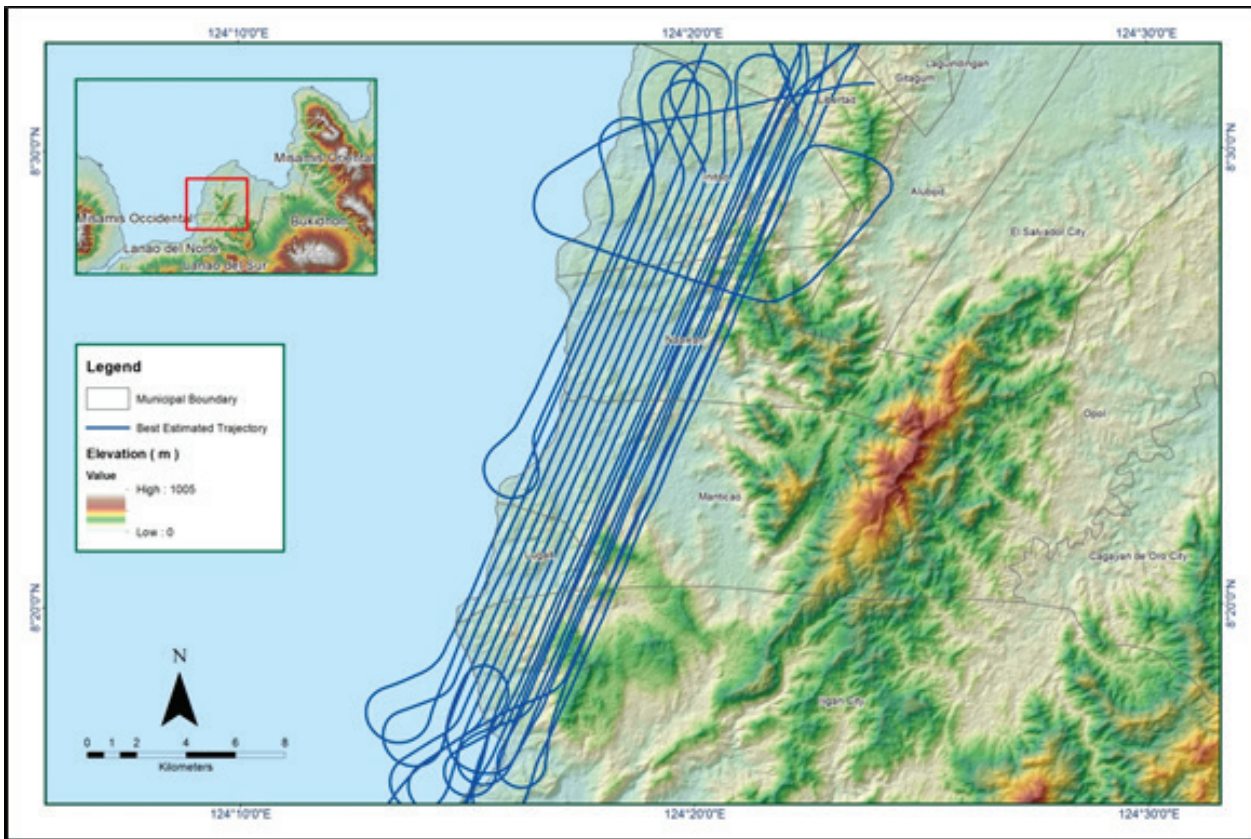 124°10'0"E
124°20'0"E
124°30'0"E
8°30'0"N
8°30'0"N
Laguindingan
Gitagum
Libertad
Initao
Alubijid
El Salvador City
Misamis Oriental
Misamis Occidental
Bukidnon
Lanao del Norte
Lanao del Sur
Naawan
Legend
Municipal Boundary
Best Estimated Trajectory
Elevation ( m )
Value
High : 1005
Low : 0
Opol
Manticao
Lugait
Cagayan de Oro City
8°20'0"N
8°20'0"N
Iligan City
N
0 1 2 4 6 8
Kilometers
124°10'0"E
124°20'0"E
124°30'0"E